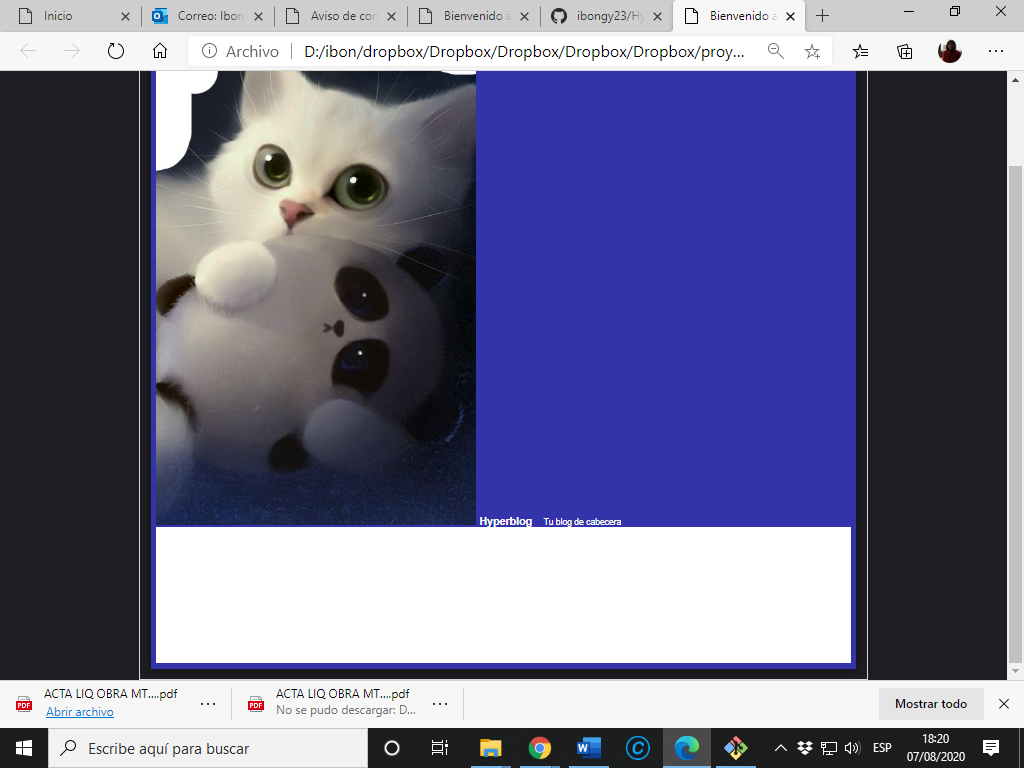 Inicio
Correo: Ibon
Aviso de con
Bienvenido a
ibongy23/Hy
Bienvenido
Archivo
D:/ibon/dropbox/Dropbox/Dropbox/Dropbox/Dropbox/proy...
Hyperblog Tu blog de cabecera
ACTA LIQ OBRA MT....pdf
Abrir archivo
ACTA LIQ OBRA MT....pdf
No se pudo descargar: D...
Mostrar todo
Escribe aquí para buscar
ESP
18:20
07/08/2020